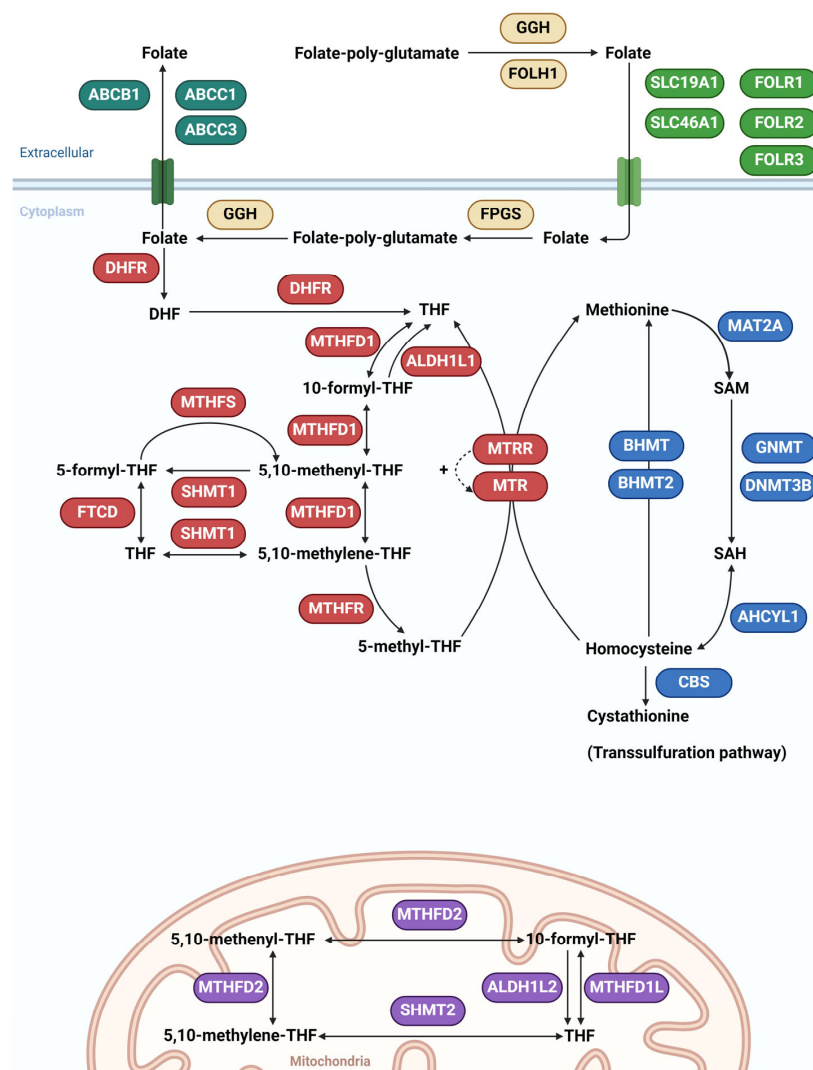 GGH
Folate
Folate-poly-glutamate
Folate
FOLH1
ABCB1
ABCC1
ABCC3
SLC19A1
FOLR1
SLC46A1
FOLR2
FOLR3
Extracellular
Cytoplasm
GGH
FPGS
Folate
Folate-poly-glutamate
Folate
DHFR
DHFR
DHF
THF
Methionine
MAT2A
MTHFD1
ALDH1L1
10-formyl-THF
SAM
MTHFS
MTHFD1
MTRR
BHMT
GNMT
5-formyl-THF
5,10-methenyl-THF
+
SHMT1
MTR
BHMT2
DNMT3B
FTCD
MTHFD1
SHMT1
THF
5,10-methylene-THF
SAH
MTHFR
AHCYL1
5-methyl-THF
Homocysteine
CBS
Cystathionine
(Transsulfuration pathway)
MTHFD2
5,10-methenyl-THF
10-formyl-THF
MTHFD2
ALDH1L2
MTHFD1L
SHMT2
5,10-methylene-THF
THF
Mitochondria